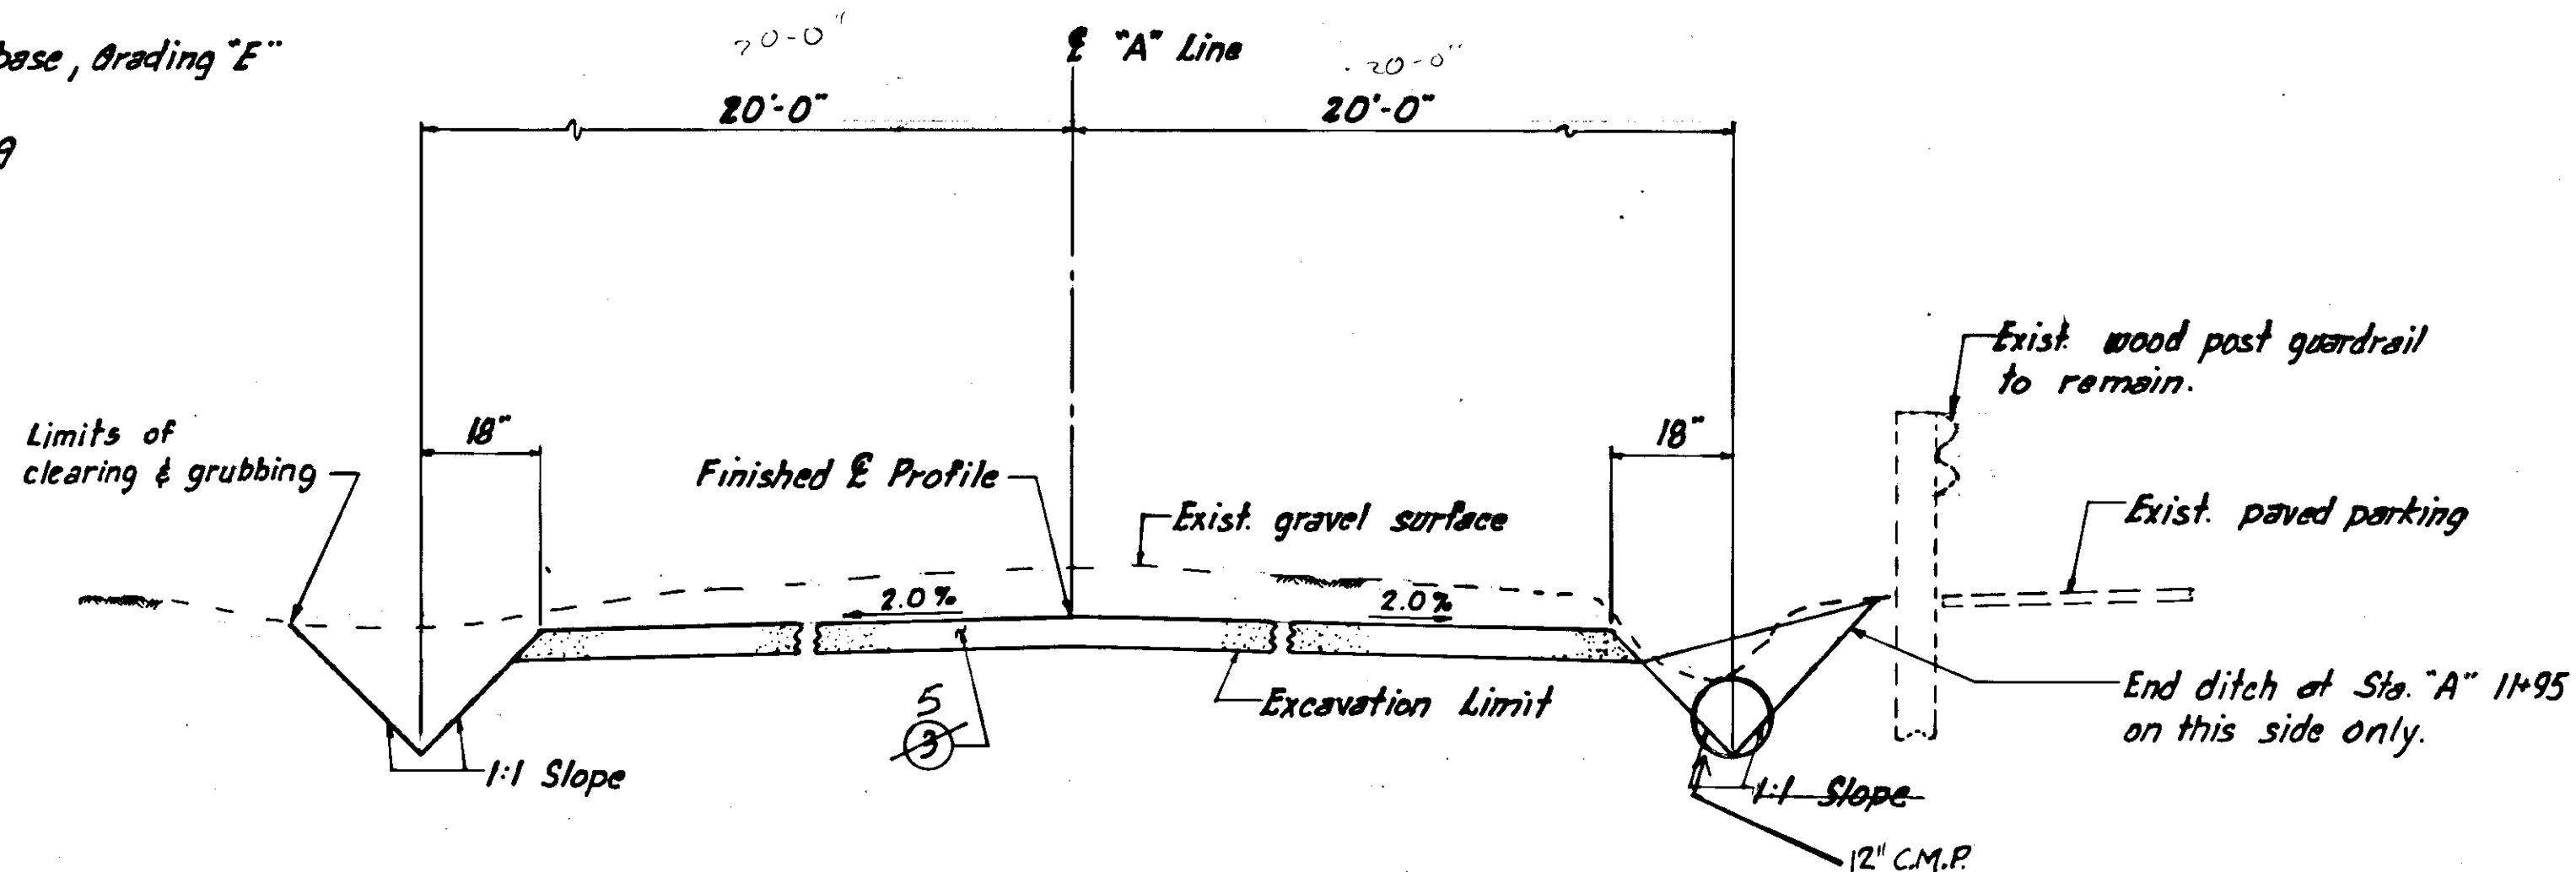 base, Grading "E"
20-0"
℄ "A" Line
20-0"
20'-0"
20'-0"
18"
18"
Exist. wood post guardrail
to remain.
Limits of
clearing & grubbing
Finished ℄ Profile
Exist. gravel surface
Exist. paved parking
2.0%
2.0%
5
3
Excavation Limit
End ditch at Sta. "A" 11+95
on this side only.
1:1 Slope
1:1 Slope
12" C.M.P.